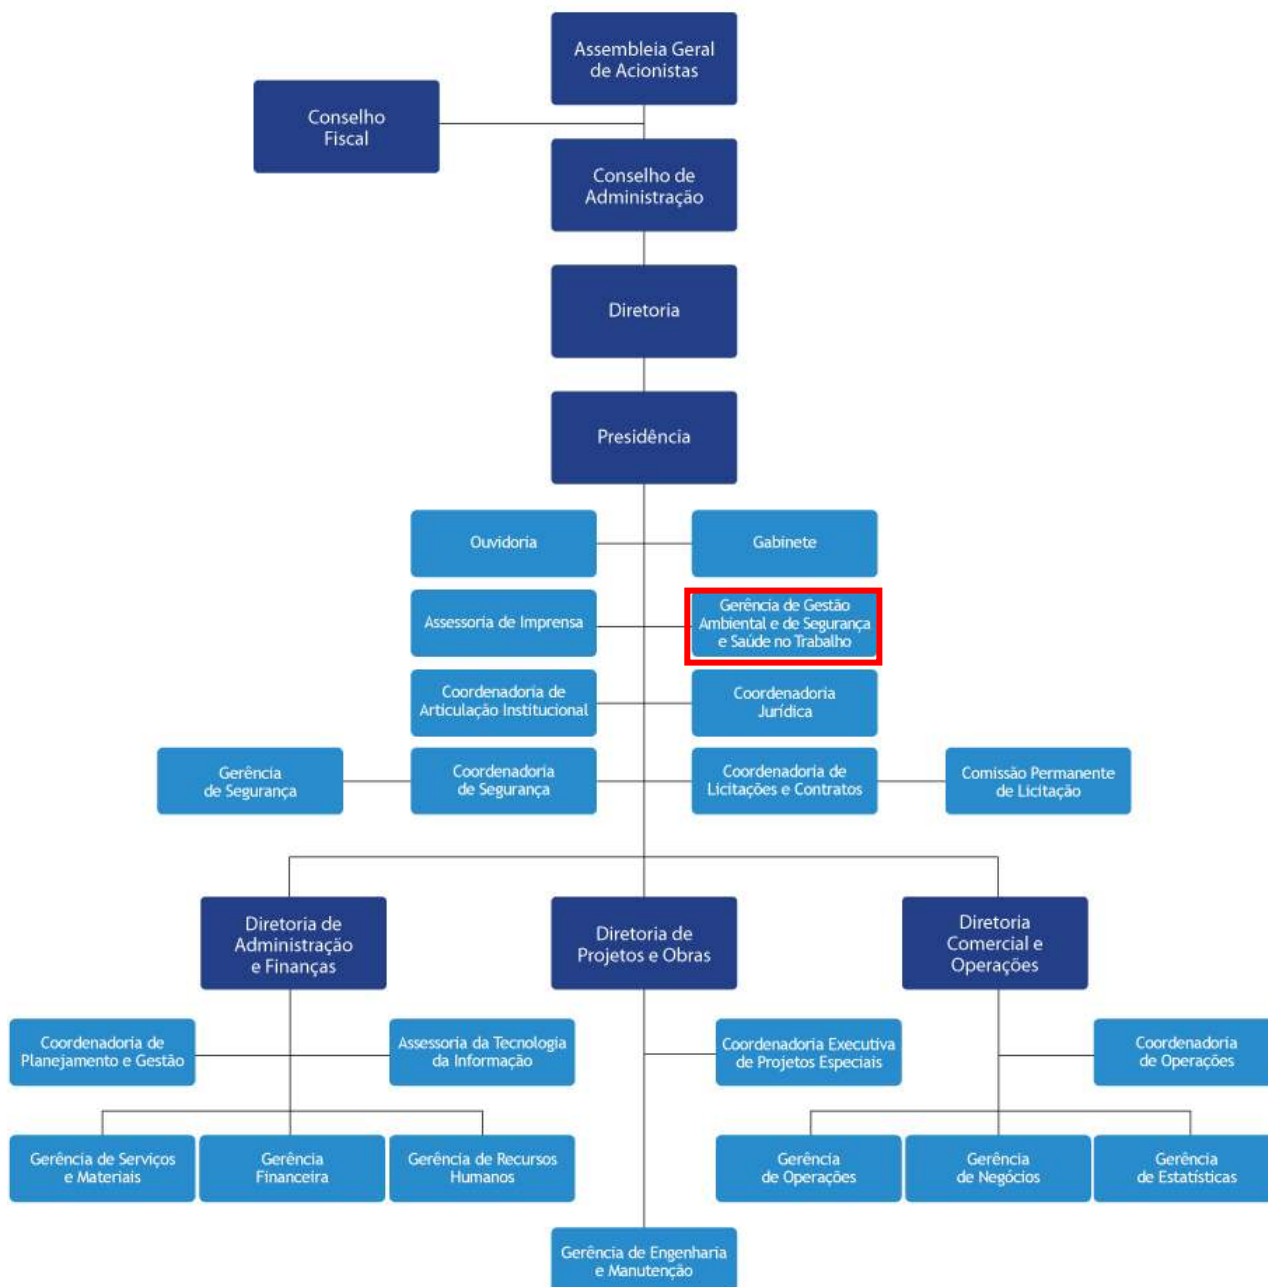 Assembleia Geral
de Acionistas
Conselho
Fiscal
Conselho de
Administração
Diretoria
Presidência
Ouvidoria
Gabinete
Assessoria de Imprensa
Gerência de Gestão
Ambiental e de Segurança
e Saúde no Trabalho
Coordenadoria de
Articulação Institucional
Coordenadoria
Jurídica
Gerência
de Segurança
Coordenadoria
de Segurança
Coordenadoria de
Licitações e Contratos
Comissão Permanente
de Licitação
Diretoria de
Administração
e Finanças
Diretoria de
Projetos e Obras
Diretoria
Comercial e
Operações
Coordenadoria de
Planejamento e Gestão
Assessoria da Tecnologia
da Informação
Coordenadoria Executiva
de Projetos Especiais
Coordenadoria
de Operações
Gerência de Serviços
e Materiais
Gerência
Financeira
Gerência de Recursos
Humanos
Gerência
de Operações
Gerência
de Negócios
Gerência
de Estatísticas
Gerência de Engenharia
e Manutenção